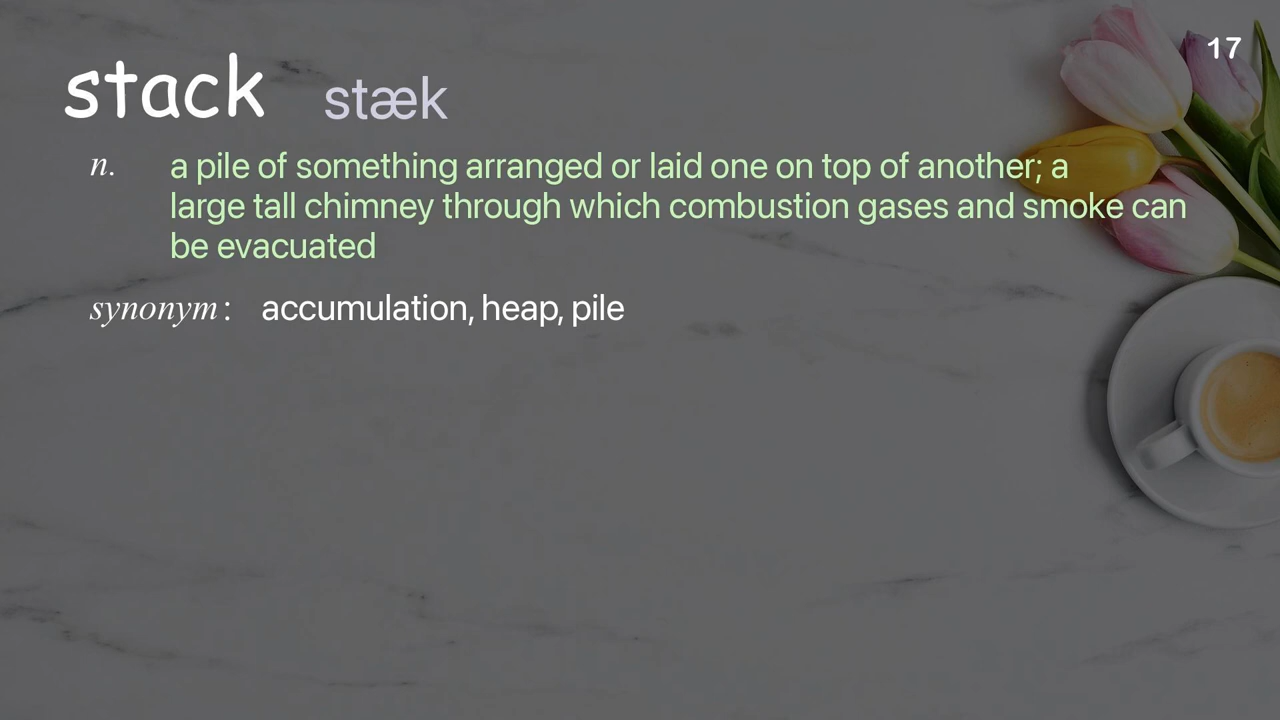 17
stack stæk
n. a pile of something arranged or laid one on top of another; a
large tall chimney through which combustion gases and smoke can
be evacuated
synonym: accumulation, heap, pile